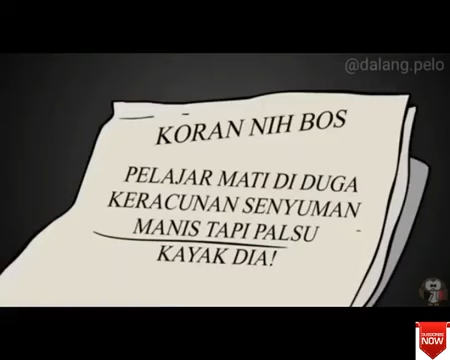 @dalang.pelo
KORAN NIH BOS
PELAJAR MATI DI DUGA
KERACUNAN SENYUMAN
MANIS TAPI PALSU
KAYAK DIA!
SUBSCRIBE
NOW